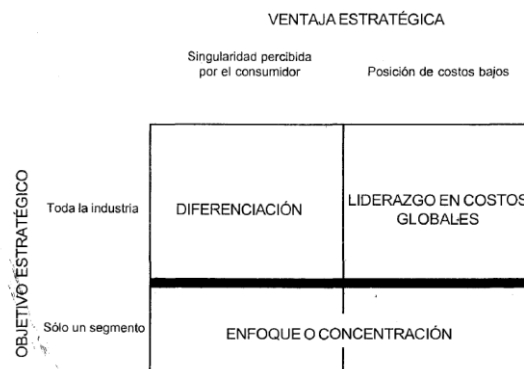 VENTAJA ESTRATÉGICA
Singularidad percibida
por el consumidor
Posición de costos bajos
OBJETIVO ESTRATÉGICO
Toda la industria
DIFERENCIACIÓN
LIDERAZGO EN COSTOS
GLOBALES
Sólo un segmento
ENFOQUE O CONCENTRACIÓN